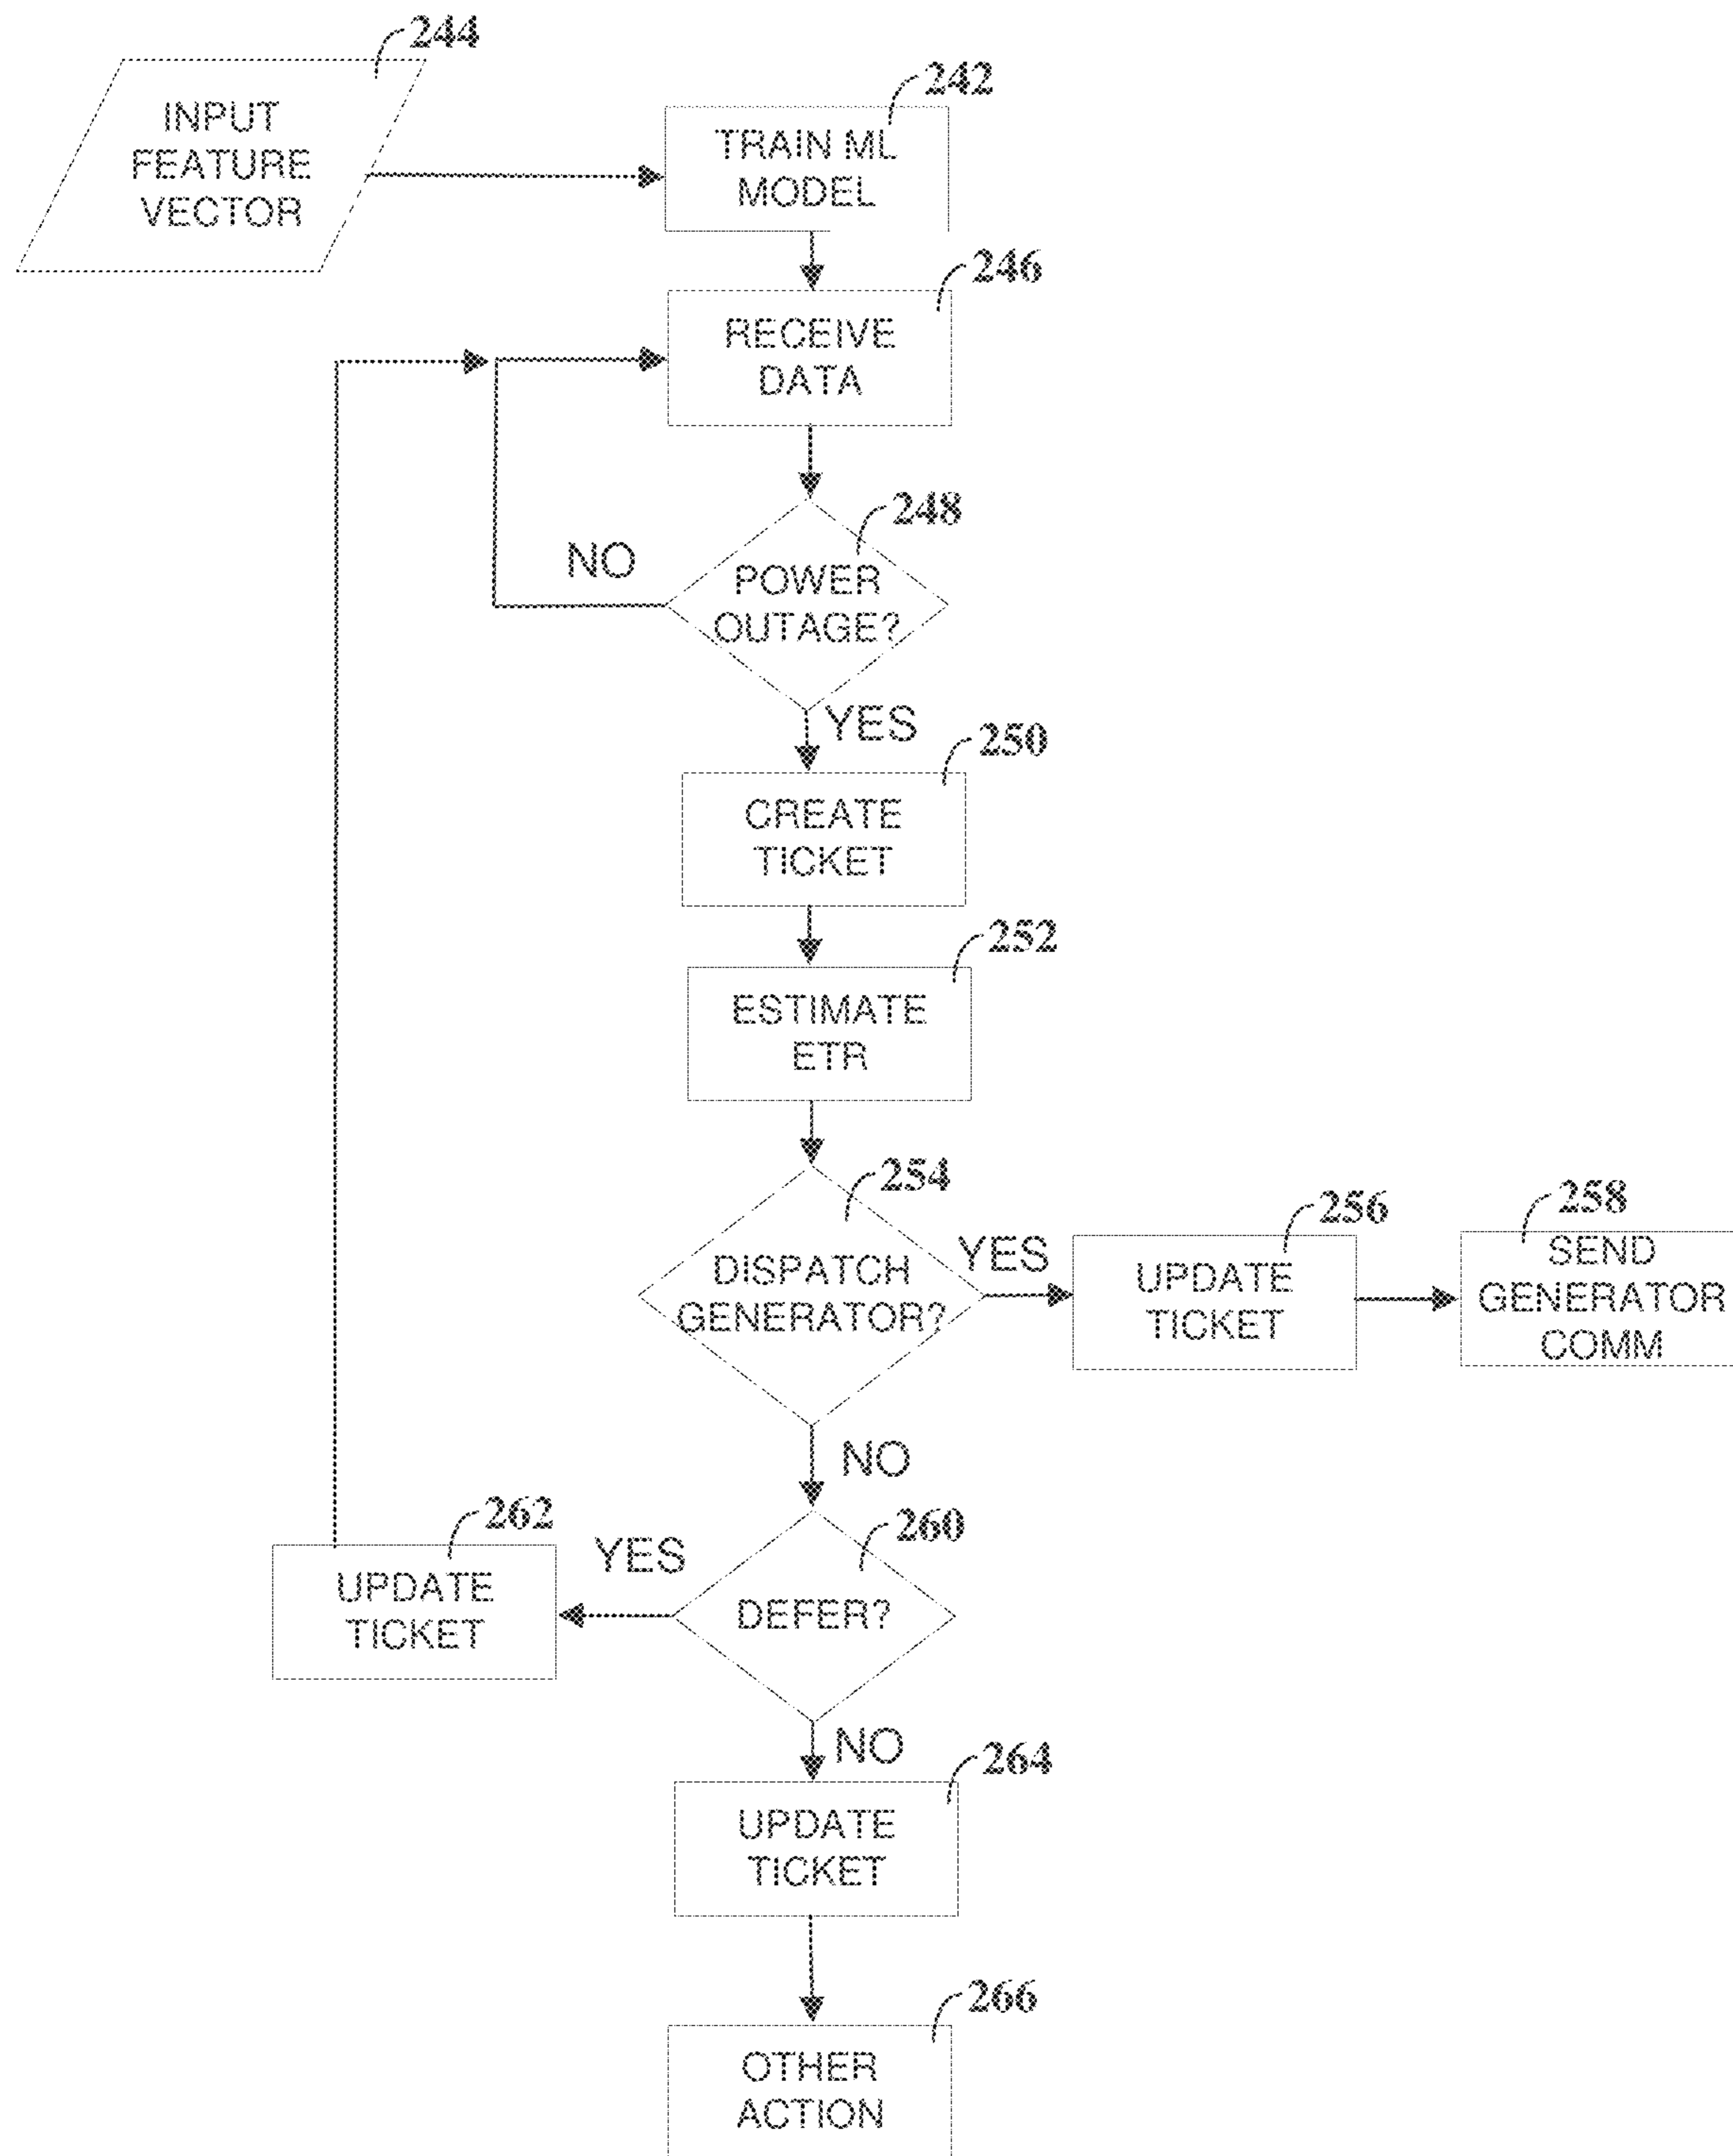 244
INPUT
FEATURE
VECTOR
242
TRAIN ML
MODEL
246
RECEIVE
DATA
248
NO
POWER
OUTAGE?
YES
250
CREATE
TICKET
252
ESTIMATE
ETR
254
DISPATCH
GENERATOR?
YES
256
UPDATE
TICKET
258
SEND
GENERATOR
COMM
NO
260
DEFER?
YES
262
UPDATE
TICKET
NO
264
UPDATE
TICKET
266
OTHER
ACTION